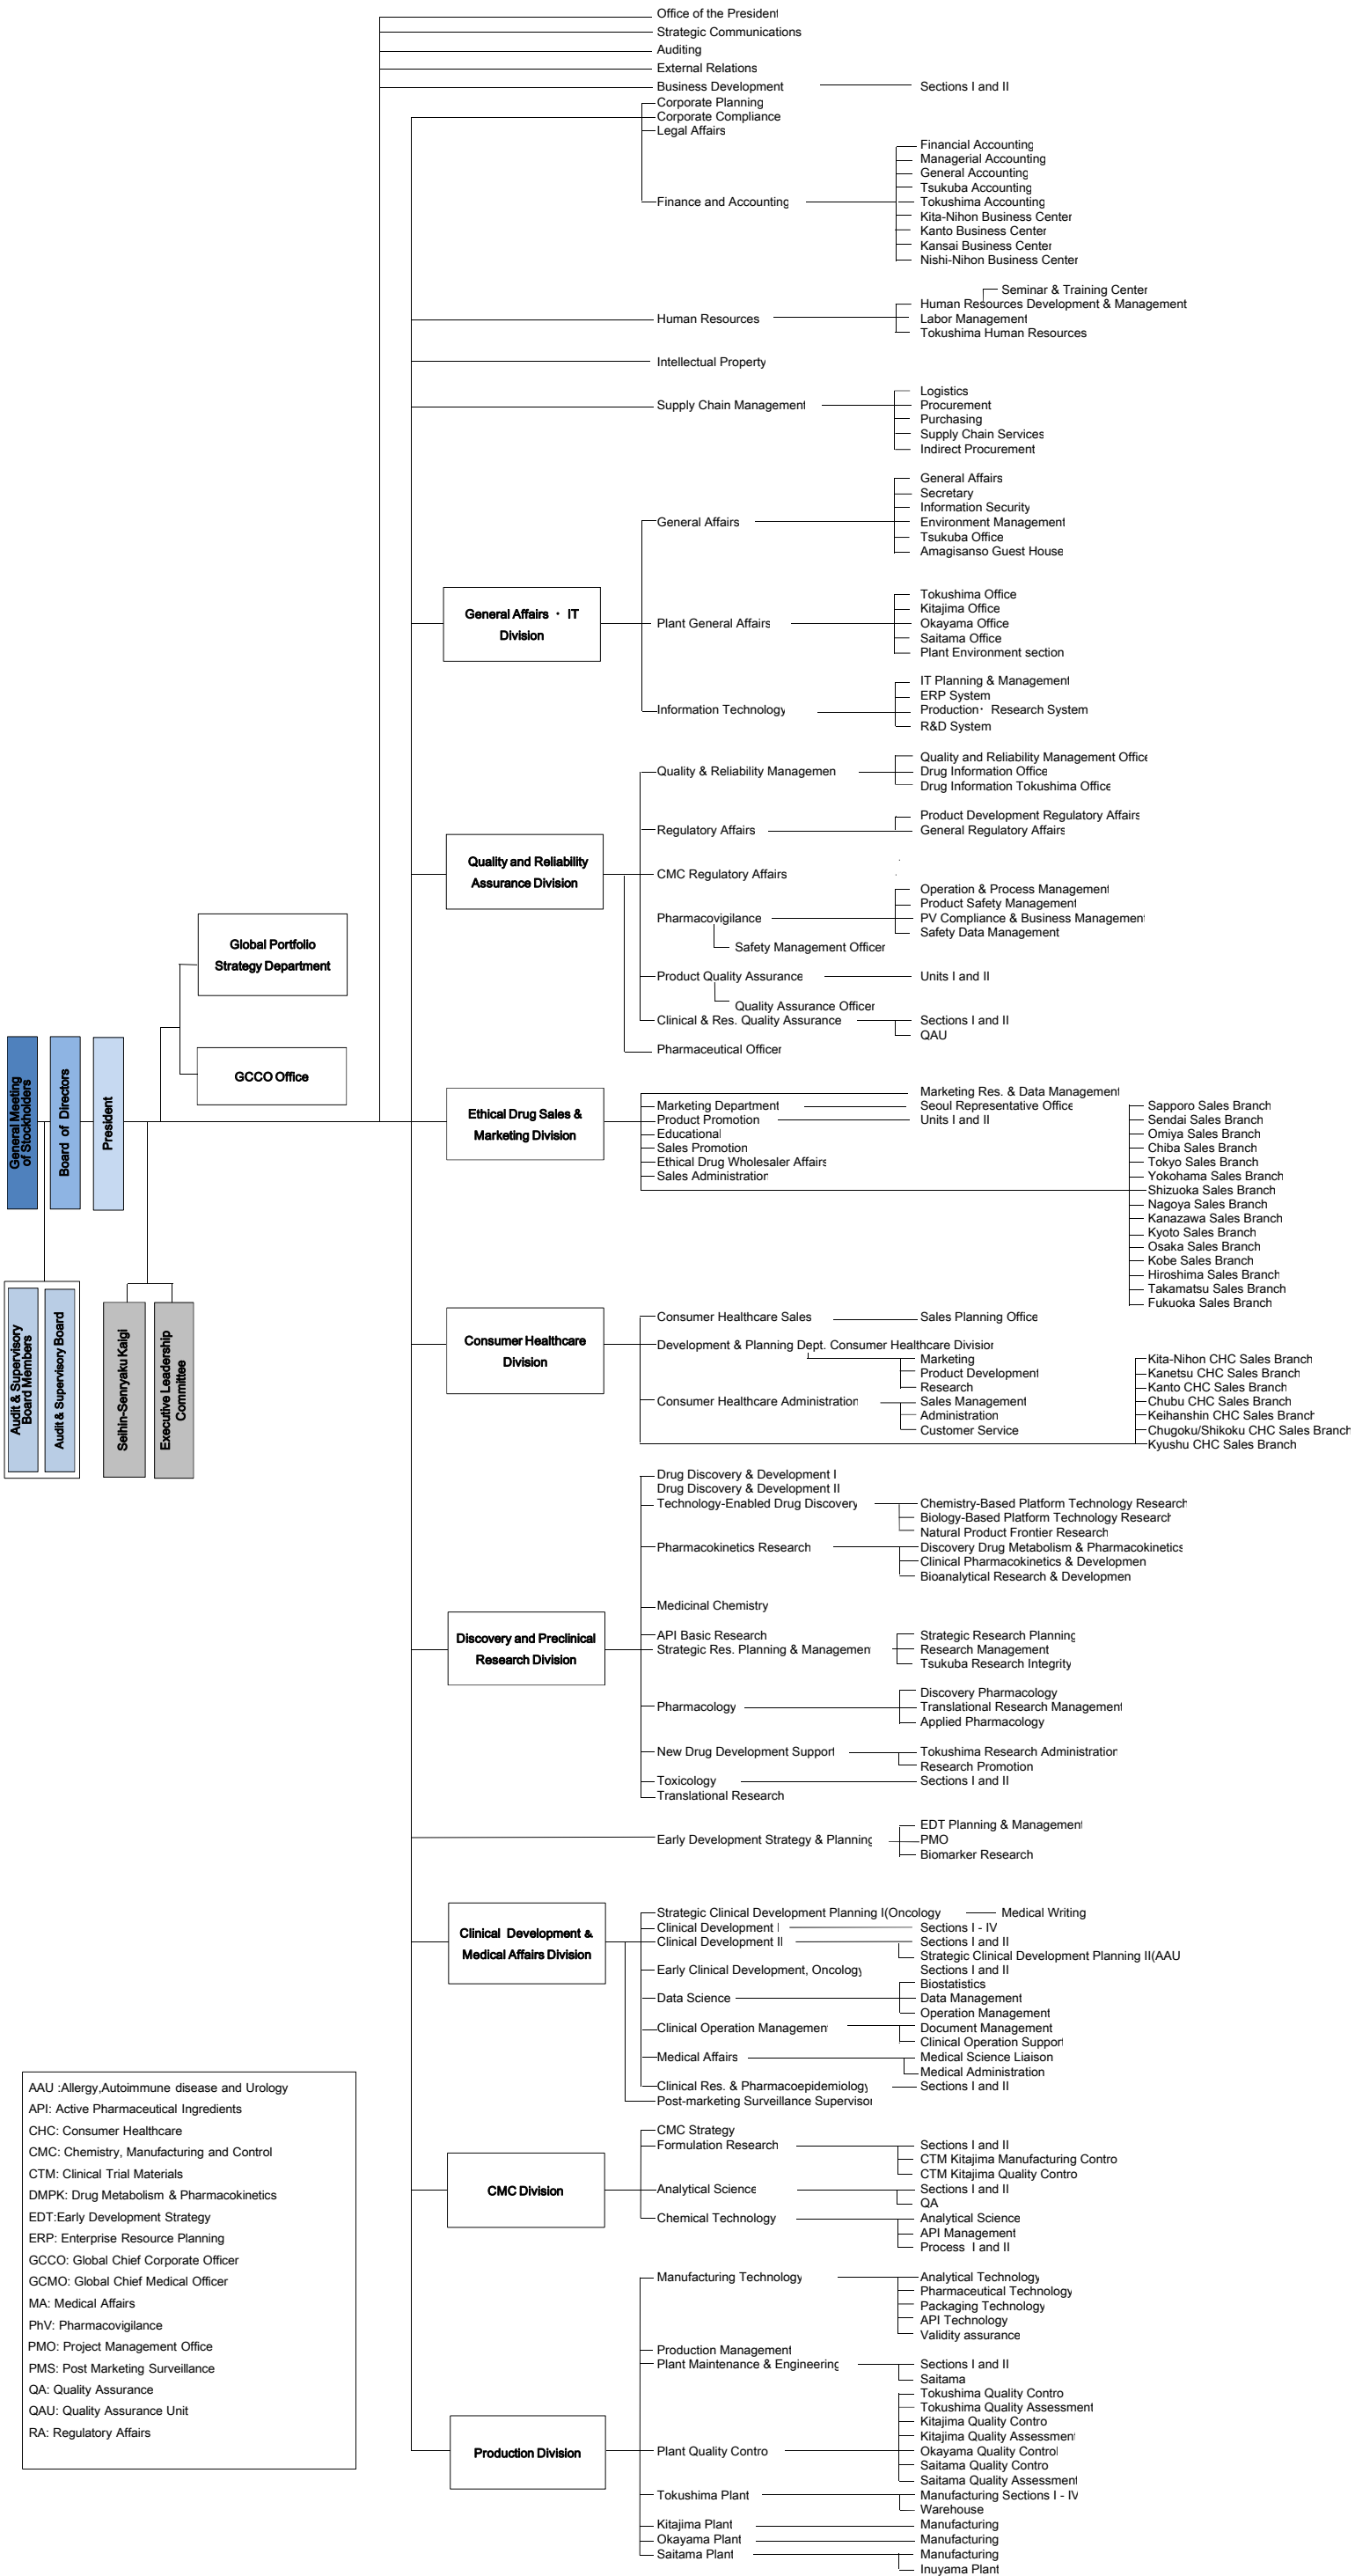 Office of the President
Strategic Communications
Auditing
External Relations
Business Development
Sections I and II
Corporate Planning
Corporate Compliance
Legal Affairs
Finance and Accounting
Financial Accounting
Managerial Accounting
General Accounting
Tsukuba Accounting
Tokushima Accounting
Kita-Nihon Business Center
Kanto Business Center
Kansai Business Center
Nishi-Nihon Business Center
Human Resources
Seminar & Training Center
Human Resources Development & Management
Labor Management
Tokushima Human Resources
Intellectual Property
Supply Chain Management
Logistics
Procurement
Purchasing
Supply Chain Services
Indirect Procurement
General Affairs ・ IT
Division
General Affairs
General Affairs
Secretary
Information Security
Environment Management
Tsukuba Office
Amagisanso Guest House
Plant General Affairs
Tokushima Office
Kitajima Office
Okayama Office
Saitama Office
Plant Environment section
Information Technology
IT Planning & Management
ERP System
Production・ Research System
R&D System
Quality and Reliability
Assurance Division
Quality & Reliability Managemen
Quality and Reliability Management Office
Drug Information Office
Drug Information Tokushima Office
Regulatory Affairs
Product Development Regulatory Affairs
General Regulatory Affairs
CMC Regulatory Affairs
Pharmacovigilance
Operation & Process Management
Product Safety Management
PV Compliance & Business Management
Safety Data Management
Safety Management Officer
Product Quality Assurance
Units I and II
Quality Assurance Officer
Clinical & Res. Quality Assurance
Sections I and II
QAU
Pharmaceutical Officer
Global Portfolio
Strategy Department
GCCO Office
General Meeting
of Stockholders
Board of Directors
President
Audit & Supervisory
Board Members
Audit & Supervisory Board
Seihin-Senryaku Kaigi
Executive Leadership
Committee
Ethical Drug Sales &
Marketing Division
Marketing Res. & Data Management
Marketing Department
Seoul Representative Office
Product Promotion
Units I and II
Educational
Sales Promotion
Ethical Drug Wholesaler Affairs
Sales Administration
Sapporo Sales Branch
Sendai Sales Branch
Omiya Sales Branch
Chiba Sales Branch
Tokyo Sales Branch
Yokohama Sales Branch
Shizuoka Sales Branch
Nagoya Sales Branch
Kanazawa Sales Branch
Kyoto Sales Branch
Osaka Sales Branch
Kobe Sales Branch
Hiroshima Sales Branch
Takamatsu Sales Branch
Fukuoka Sales Branch
Consumer Healthcare
Division
Consumer Healthcare Sales
Sales Planning Office
Development & Planning Dept. Consumer Healthcare Division
Marketing
Product Development
Research
Consumer Healthcare Administration
Sales Management
Administration
Customer Service
Kita-Nihon CHC Sales Branch
Kanetsu CHC Sales Branch
Kanto CHC Sales Branch
Chubu CHC Sales Branch
Keihanshin CHC Sales Branch
Chugoku/Shikoku CHC Sales Branch
Kyushu CHC Sales Branch
Discovery and Preclinical
Research Division
Drug Discovery & Development I
Drug Discovery & Development II
Technology-Enabled Drug Discovery
Chemistry-Based Platform Technology Research
Biology-Based Platform Technology Research
Natural Product Frontier Research
Pharmacokinetics Research
Discovery Drug Metabolism & Pharmacokinetics
Clinical Pharmacokinetics & Developmen
Bioanalytical Research & Developmen
Medicinal Chemistry
API Basic Research
Strategic Res. Planning & Management
Strategic Research Planning
Research Management
Tsukuba Research Integrity
Pharmacology
Discovery Pharmacology
Translational Research Management
Applied Pharmacology
New Drug Development Support
Tokushima Research Administration
Research Promotion
Toxicology
Sections I and II
Translational Research
Early Development Strategy & Planning
EDT Planning & Management
PMO
Biomarker Research
Clinical Development &
Medical Affairs Division
Strategic Clinical Development Planning I(Oncology
Medical Writing
Clinical Development I
Sections I - IV
Clinical Development II
Sections I and II
Strategic Clinical Development Planning II(AAU
Early Clinical Development, Oncology
Sections I and II
Data Science
Biostatistics
Data Management
Operation Management
Clinical Operation Management
Document Management
Clinical Operation Support
Medical Affairs
Medical Science Liaison
Medical Administration
Clinical Res. & Pharmacoepidemiology
Sections I and II
Post-marketing Surveillance Supervisor
CMC Division
CMC Strategy
Formulation Research
Sections I and II
CTM Kitajima Manufacturing Contro
CTM Kitajima Quality Contro
Analytical Science
Sections I and II
QA
Chemical Technology
Analytical Science
API Management
Process I and II
Production Division
Manufacturing Technology
Analytical Technology
Pharmaceutical Technology
Packaging Technology
API Technology
Validity assurance
Production Management
Plant Maintenance & Engineering
Sections I and II
Saitama
Plant Quality Contro
Tokushima Quality Contro
Tokushima Quality Assessment
Kitajima Quality Contro
Kitajima Quality Assessment
Okayama Quality Control
Saitama Quality Contro
Saitama Quality Assessment
Tokushima Plant
Manufacturing Sections I - IV
Warehouse
Kitajima Plant
Manufacturing
Okayama Plant
Manufacturing
Saitama Plant
Manufacturing
Inuyama Plant
AAU :Allergy,Autoimmune disease and Urology
API: Active Pharmaceutical Ingredients
CHC: Consumer Healthcare
CMC: Chemistry, Manufacturing and Control
CTM: Clinical Trial Materials
DMPK: Drug Metabolism & Pharmacokinetics
EDT:Early Development Strategy
ERP: Enterprise Resource Planning
GCCO: Global Chief Corporate Officer
GCMO: Global Chief Medical Officer
MA: Medical Affairs
PhV: Pharmacovigilance
PMO: Project Management Office
PMS: Post Marketing Surveillance
QA: Quality Assurance
QAU: Quality Assurance Unit
RA: Regulatory Affairs